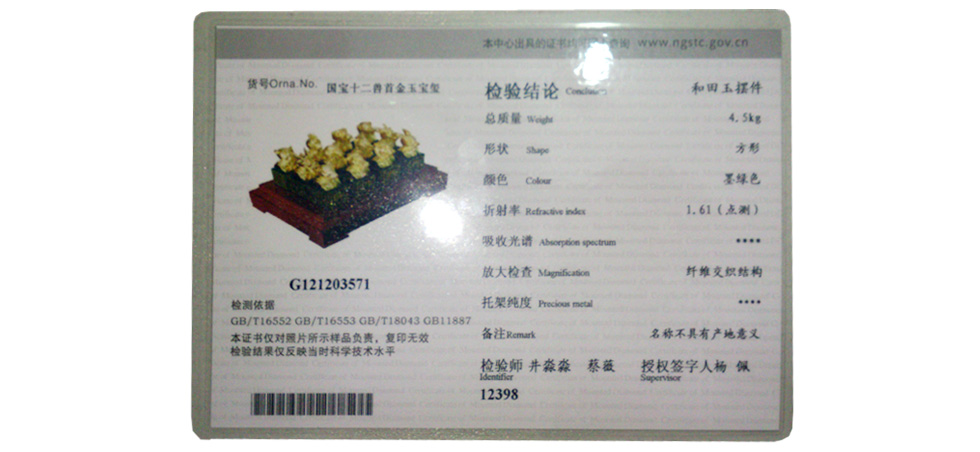 本中心出具的证书均可 查询 www.ngstc.gov.cn
货号Orna.No. 国宝十二兽首金玉宝玺
G121203571
检测依据
GB/T16552 GB/T16553 GB/T18043 GB11887
本证书仅对照片所示样品负责，复印无效
检验结果仅反映当时科学技术水平
检验结论 Conclusion 和田玉摆件
总质量 Weight 4.5kg
形状 Shape 方形
颜色 Colour 墨绿色
折射率 Refractive index 1.61（点测）
吸收光谱 Absorption spectrum ****
放大检查 Magnification 纤维交织结构
托架纯度 Precious metal ****
备注Remark 名称不具有产地意义
检验师 井淼淼 蔡薇 授权签字人杨 佩
Identifier Supervisor
12398